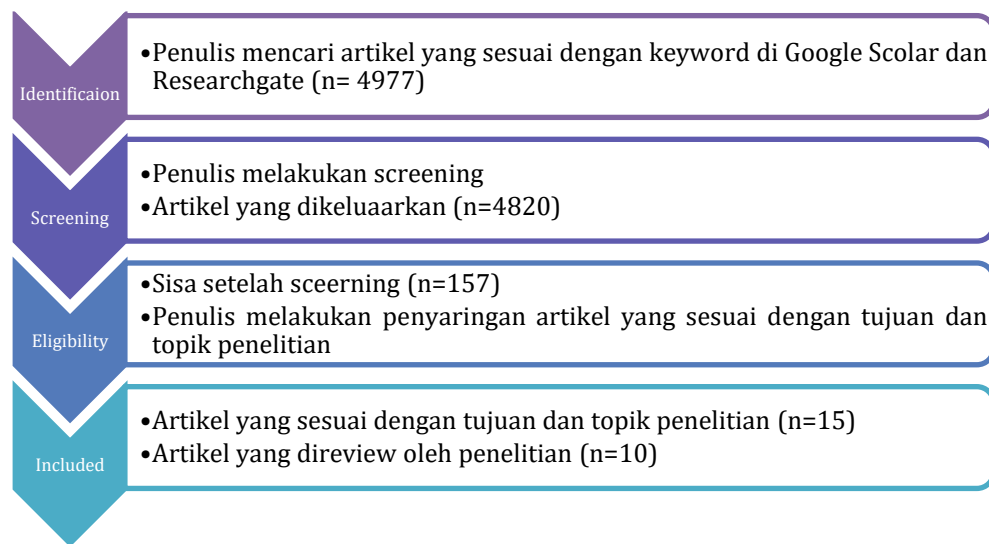 Identificaion
•Penulis mencari artikel yang sesuai dengan keyword di Google Scolar dan
Researchgate (n= 4977)
Screening
•Penulis melakukan screening
•Artikel yang dikeluaarkan (n=4820)
Eligibility
•Sisa setelah sceerning (n=157)
•Penulis melakukan penyaringan artikel yang sesuai dengan tujuan dan
topik penelitian
Included
•Artikel yang sesuai dengan tujuan dan topik penelitian (n=15)
•Artikel yang direview oleh penelitian (n=10)